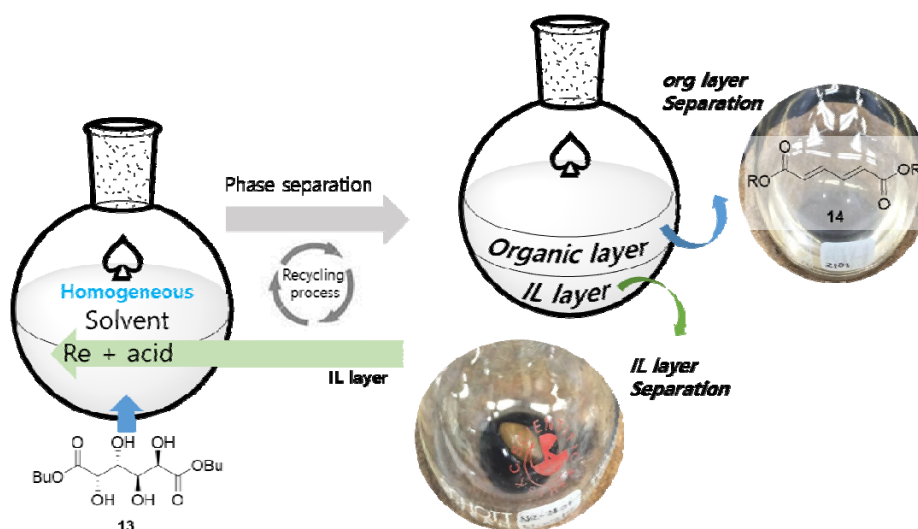 Homogeneous
Solvent
Re + acid
BuO
O
OH
OH
OH
OH
O
OBu
13
Phase separation
Recycling
process
IL layer
Organic layer
IL layer
org layer
Separation
O
RO
OR
O
14
IL layer
Separation